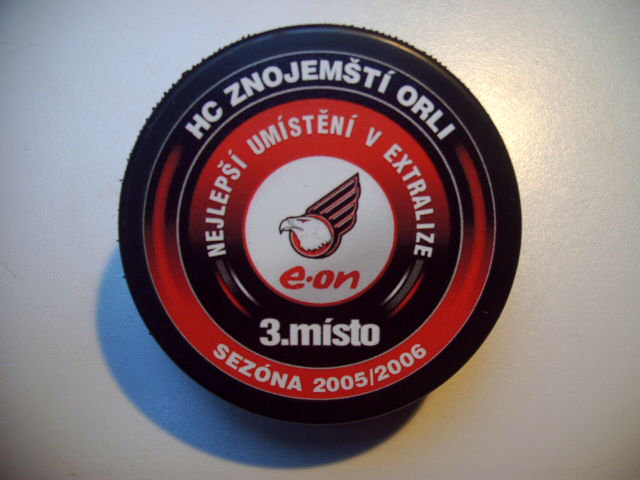 HC ZNOJEMŠTÍ ORLI
NEJLEPŠÍ UMÍSTĚNÍ V EXTRALIZE
e·on
3.místo
SEZÓNA 2005/2006